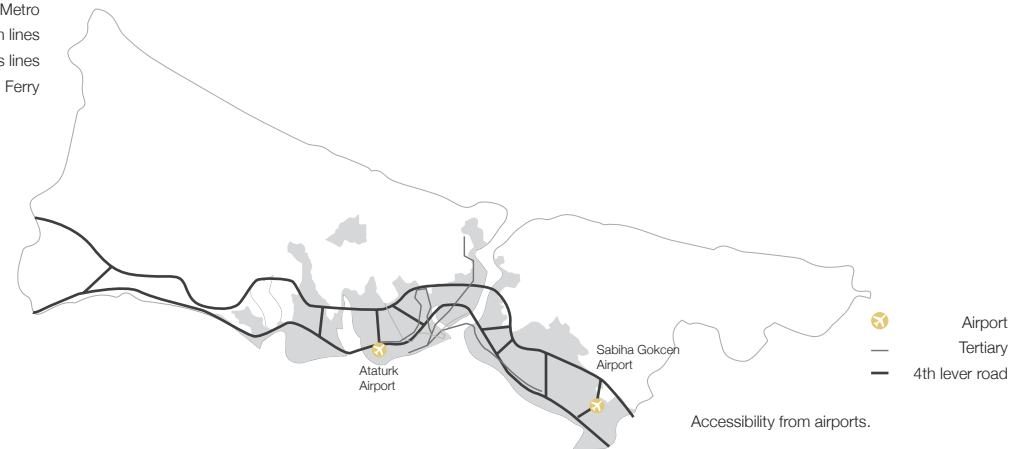 Metro
lines
lines
Ferry
Ataturk
Airport
Sabiha Gokcen
Airport
Airport
Tertiary
4th lever road
Accessibility from airports.